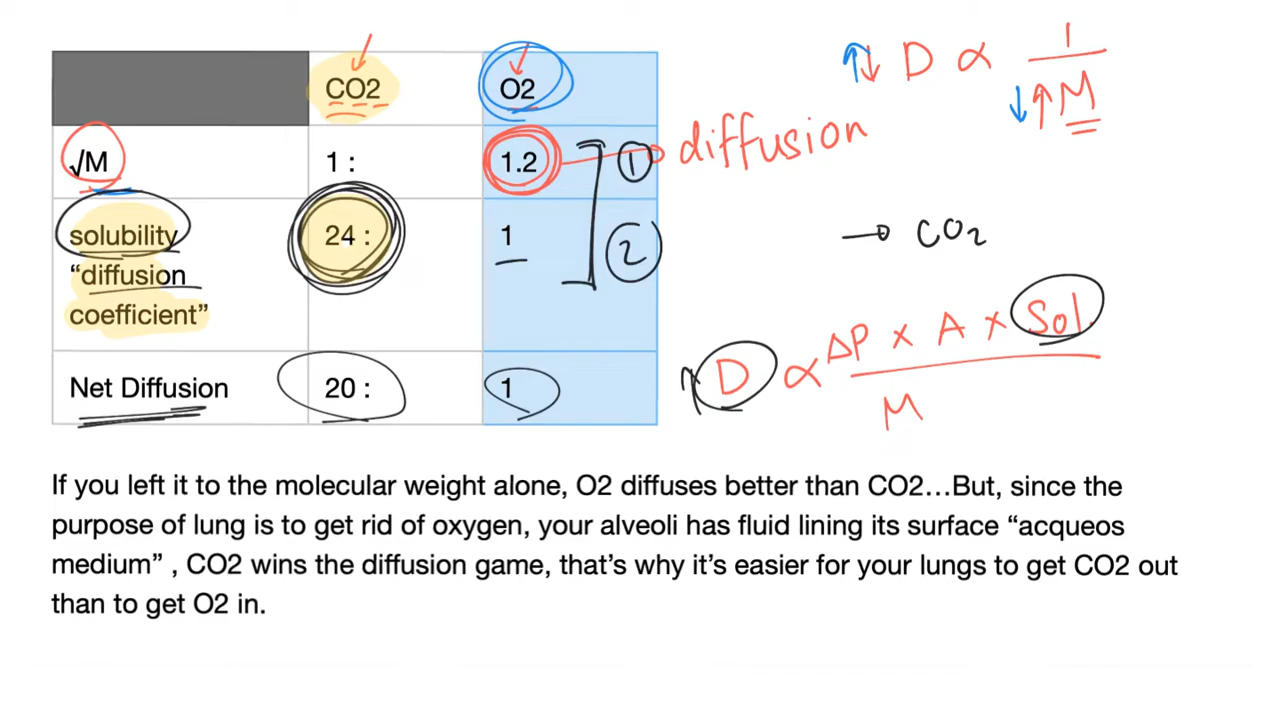 CO2 O2
√M 1 : 1.2
solubility 24 : 1
“diffusion
coefficient”
Net Diffusion 20 : 1
① diffusion
②
D ∝ 1
M
→ CO2
D ∝ ΔP × A × Sol
M
If you left it to the molecular weight alone, O2 diffuses better than CO2…But, since the
purpose of lung is to get rid of oxygen, your alveoli has fluid lining its surface “acqueos
medium” , CO2 wins the diffusion game, that’s why it’s easier for your lungs to get CO2 out
than to get O2 in.